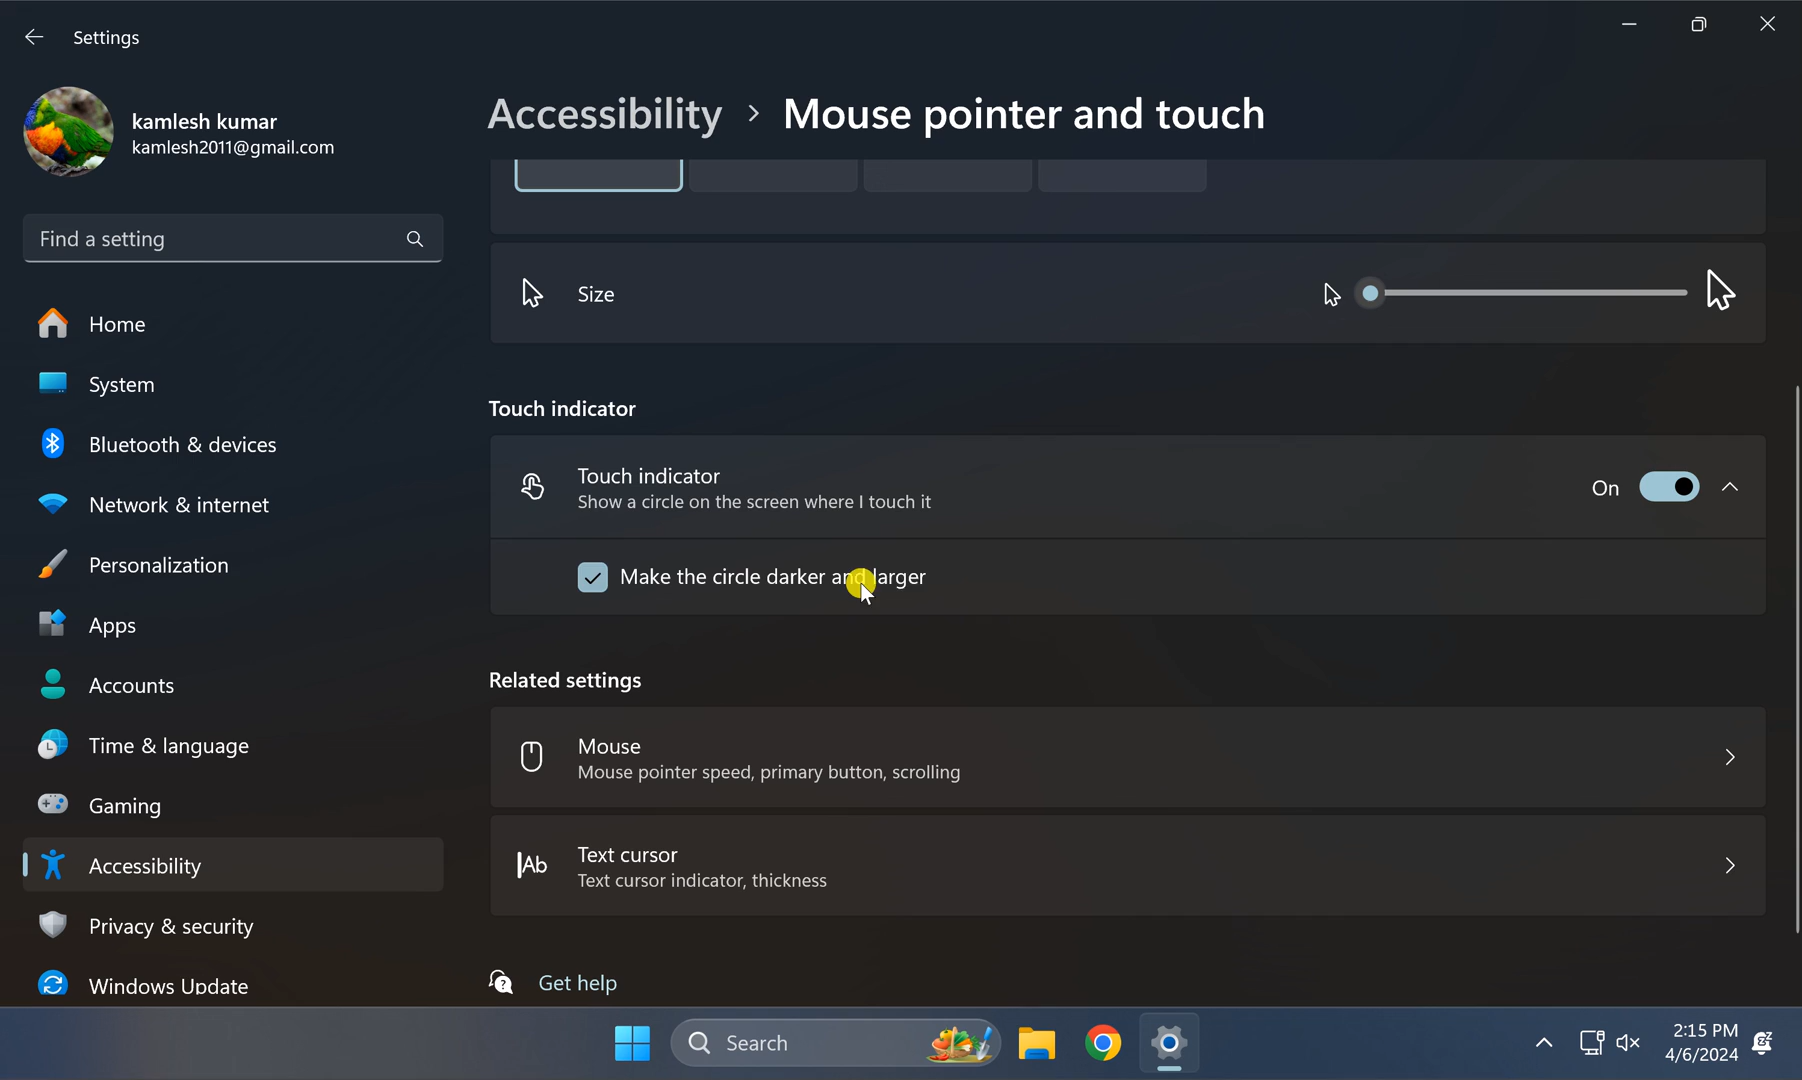 Settings
kamlesh kumar
kamlesh2011@gmail.com
Find a setting
Home
System
Bluetooth & devices
Network & internet
Personalization
Apps
Accounts
Time & language
Gaming
Accessibility
Privacy & security
Windows Update
Accessibility > Mouse pointer and touch
Size
Touch indicator
Touch indicator
Show a circle on the screen where I touch it
On
Make the circle darker and larger
Related settings
Mouse
Mouse pointer speed, primary button, scrolling
Ab
Text cursor
Text cursor indicator, thickness
Get help
Search
2:15 PM
4/6/2024